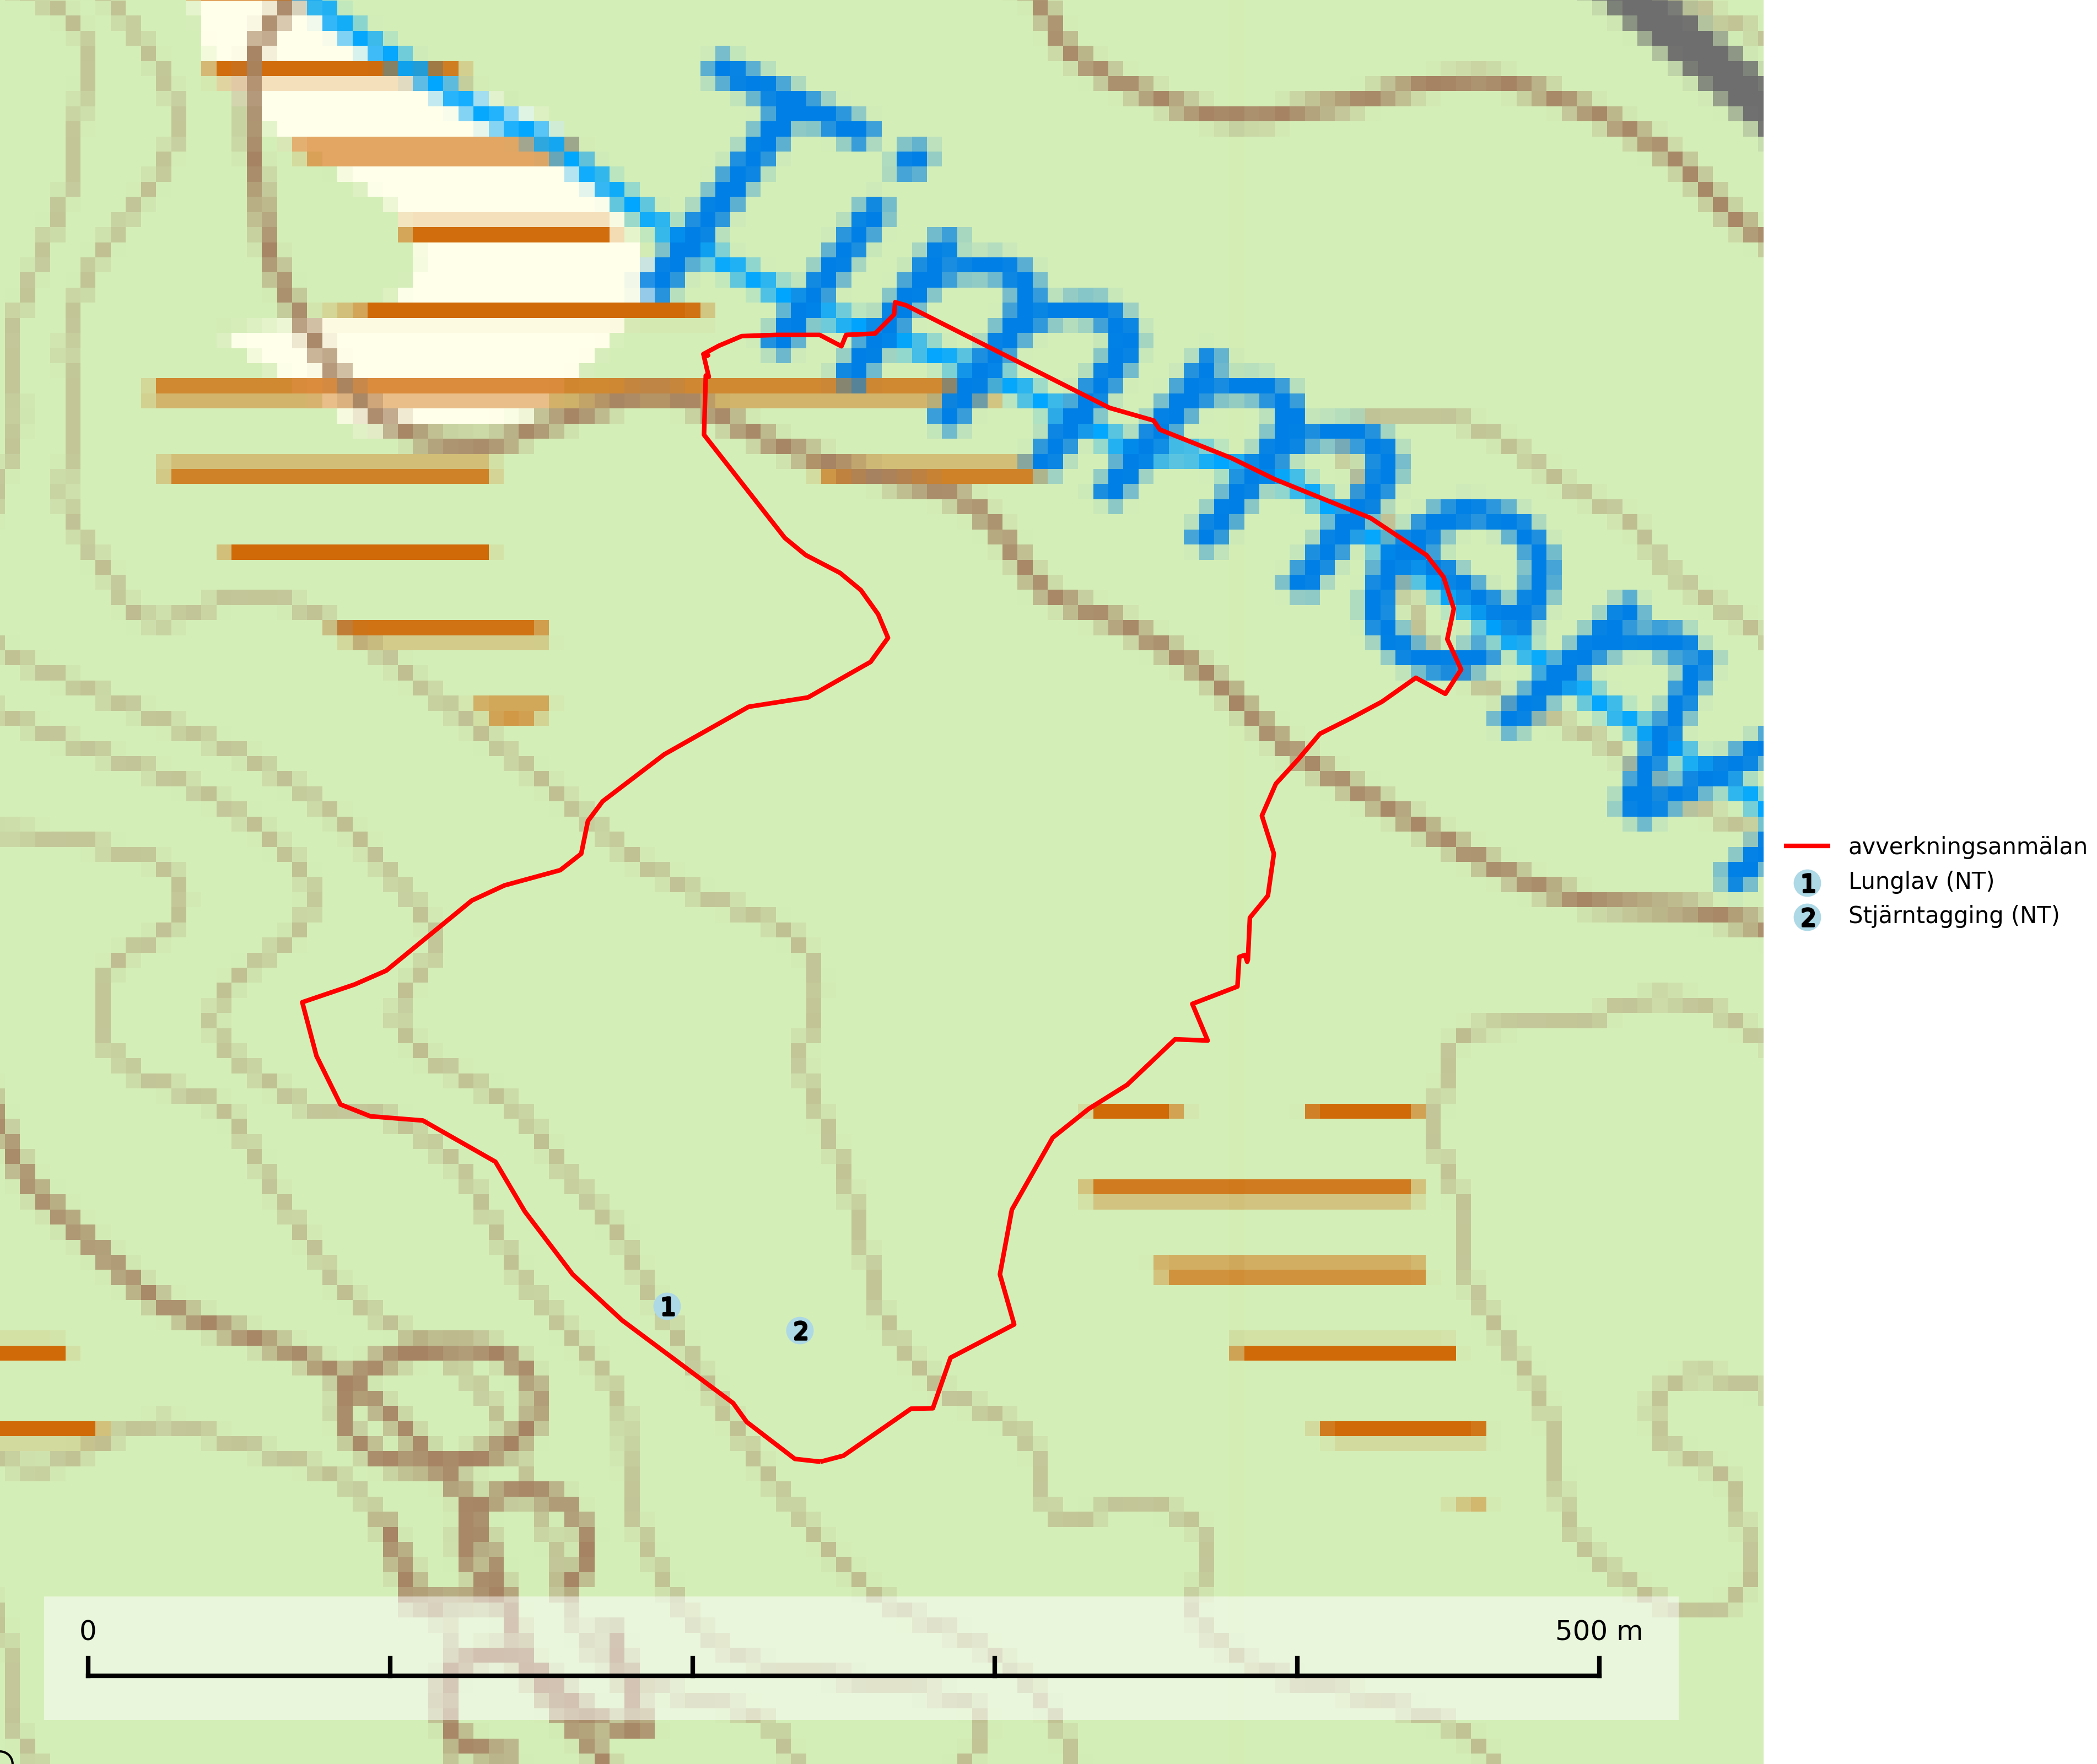 0
500 m
avverkningsanmälan
1 Lunglav (NT)
2 Stjärntagging (NT)
1
2